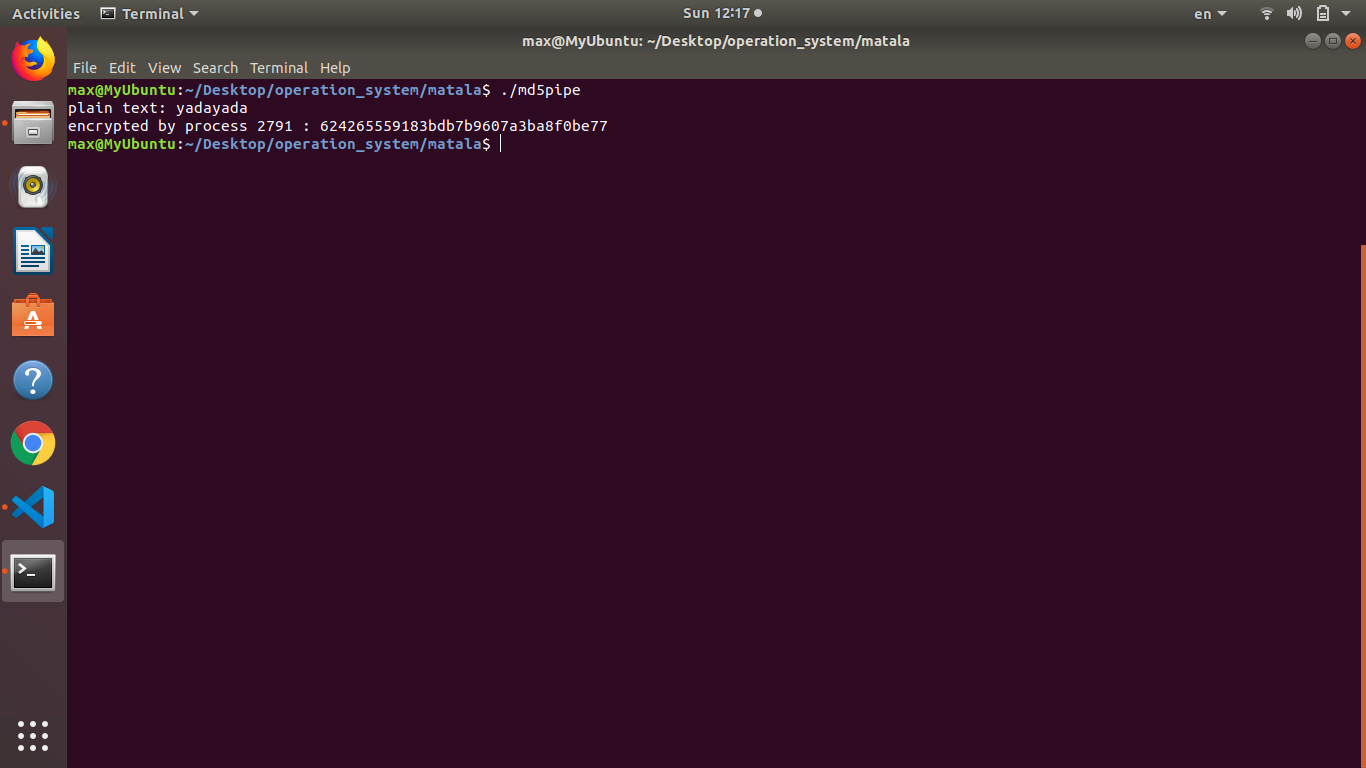 Activities Terminal Sun 12:17 en
max@MyUbuntu: ~/Desktop/operation_system/matala
File Edit View Search Terminal Help
max@MyUbuntu:~/Desktop/operation_system/matala$ ./md5pipe
plain text: yadayada
encrypted by process 2791 : 624265559183bdb7b9607a3ba8f0be77
max@MyUbuntu:~/Desktop/operation_system/matala$